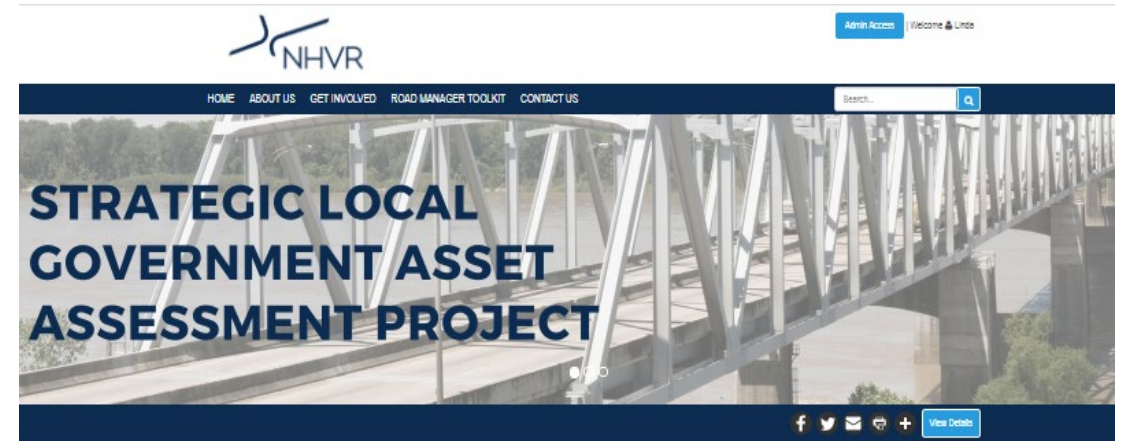 NHVR
Admin Access | Welcome Linda
HOME ABOUT US GET INVOLVED ROAD MANAGER TOOLKIT CONTACT US
Search...
STRATEGIC LOCAL
GOVERNMENT ASSET
ASSESSMENT PROJECT
View Details